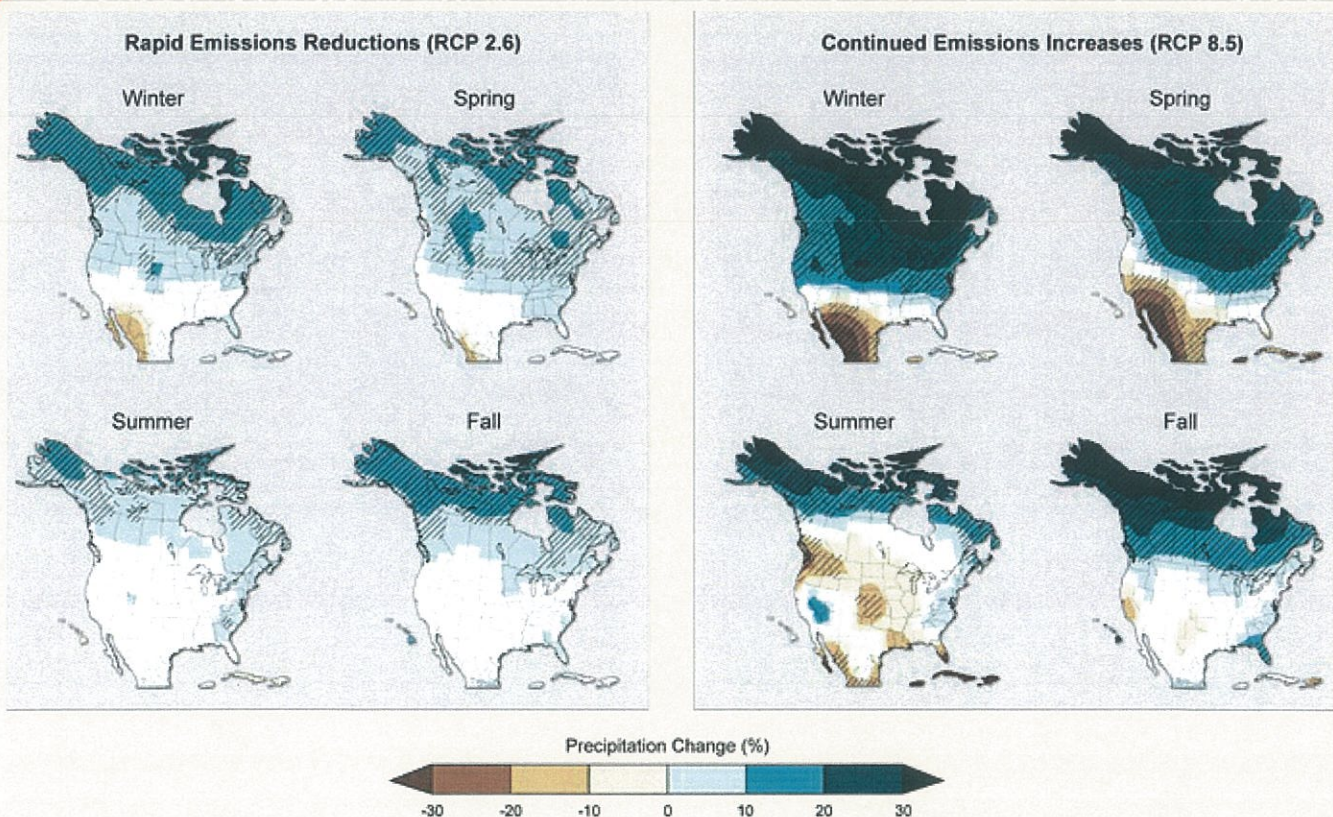 Rapid Emissions Reductions (RCP 2.6)
Winter
Spring
Summer
Fall
Continued Emissions Increases (RCP 8.5)
Winter
Spring
Summer
Fall
Precipitation Change (%)
-30 -20 -10 0 10 20 30